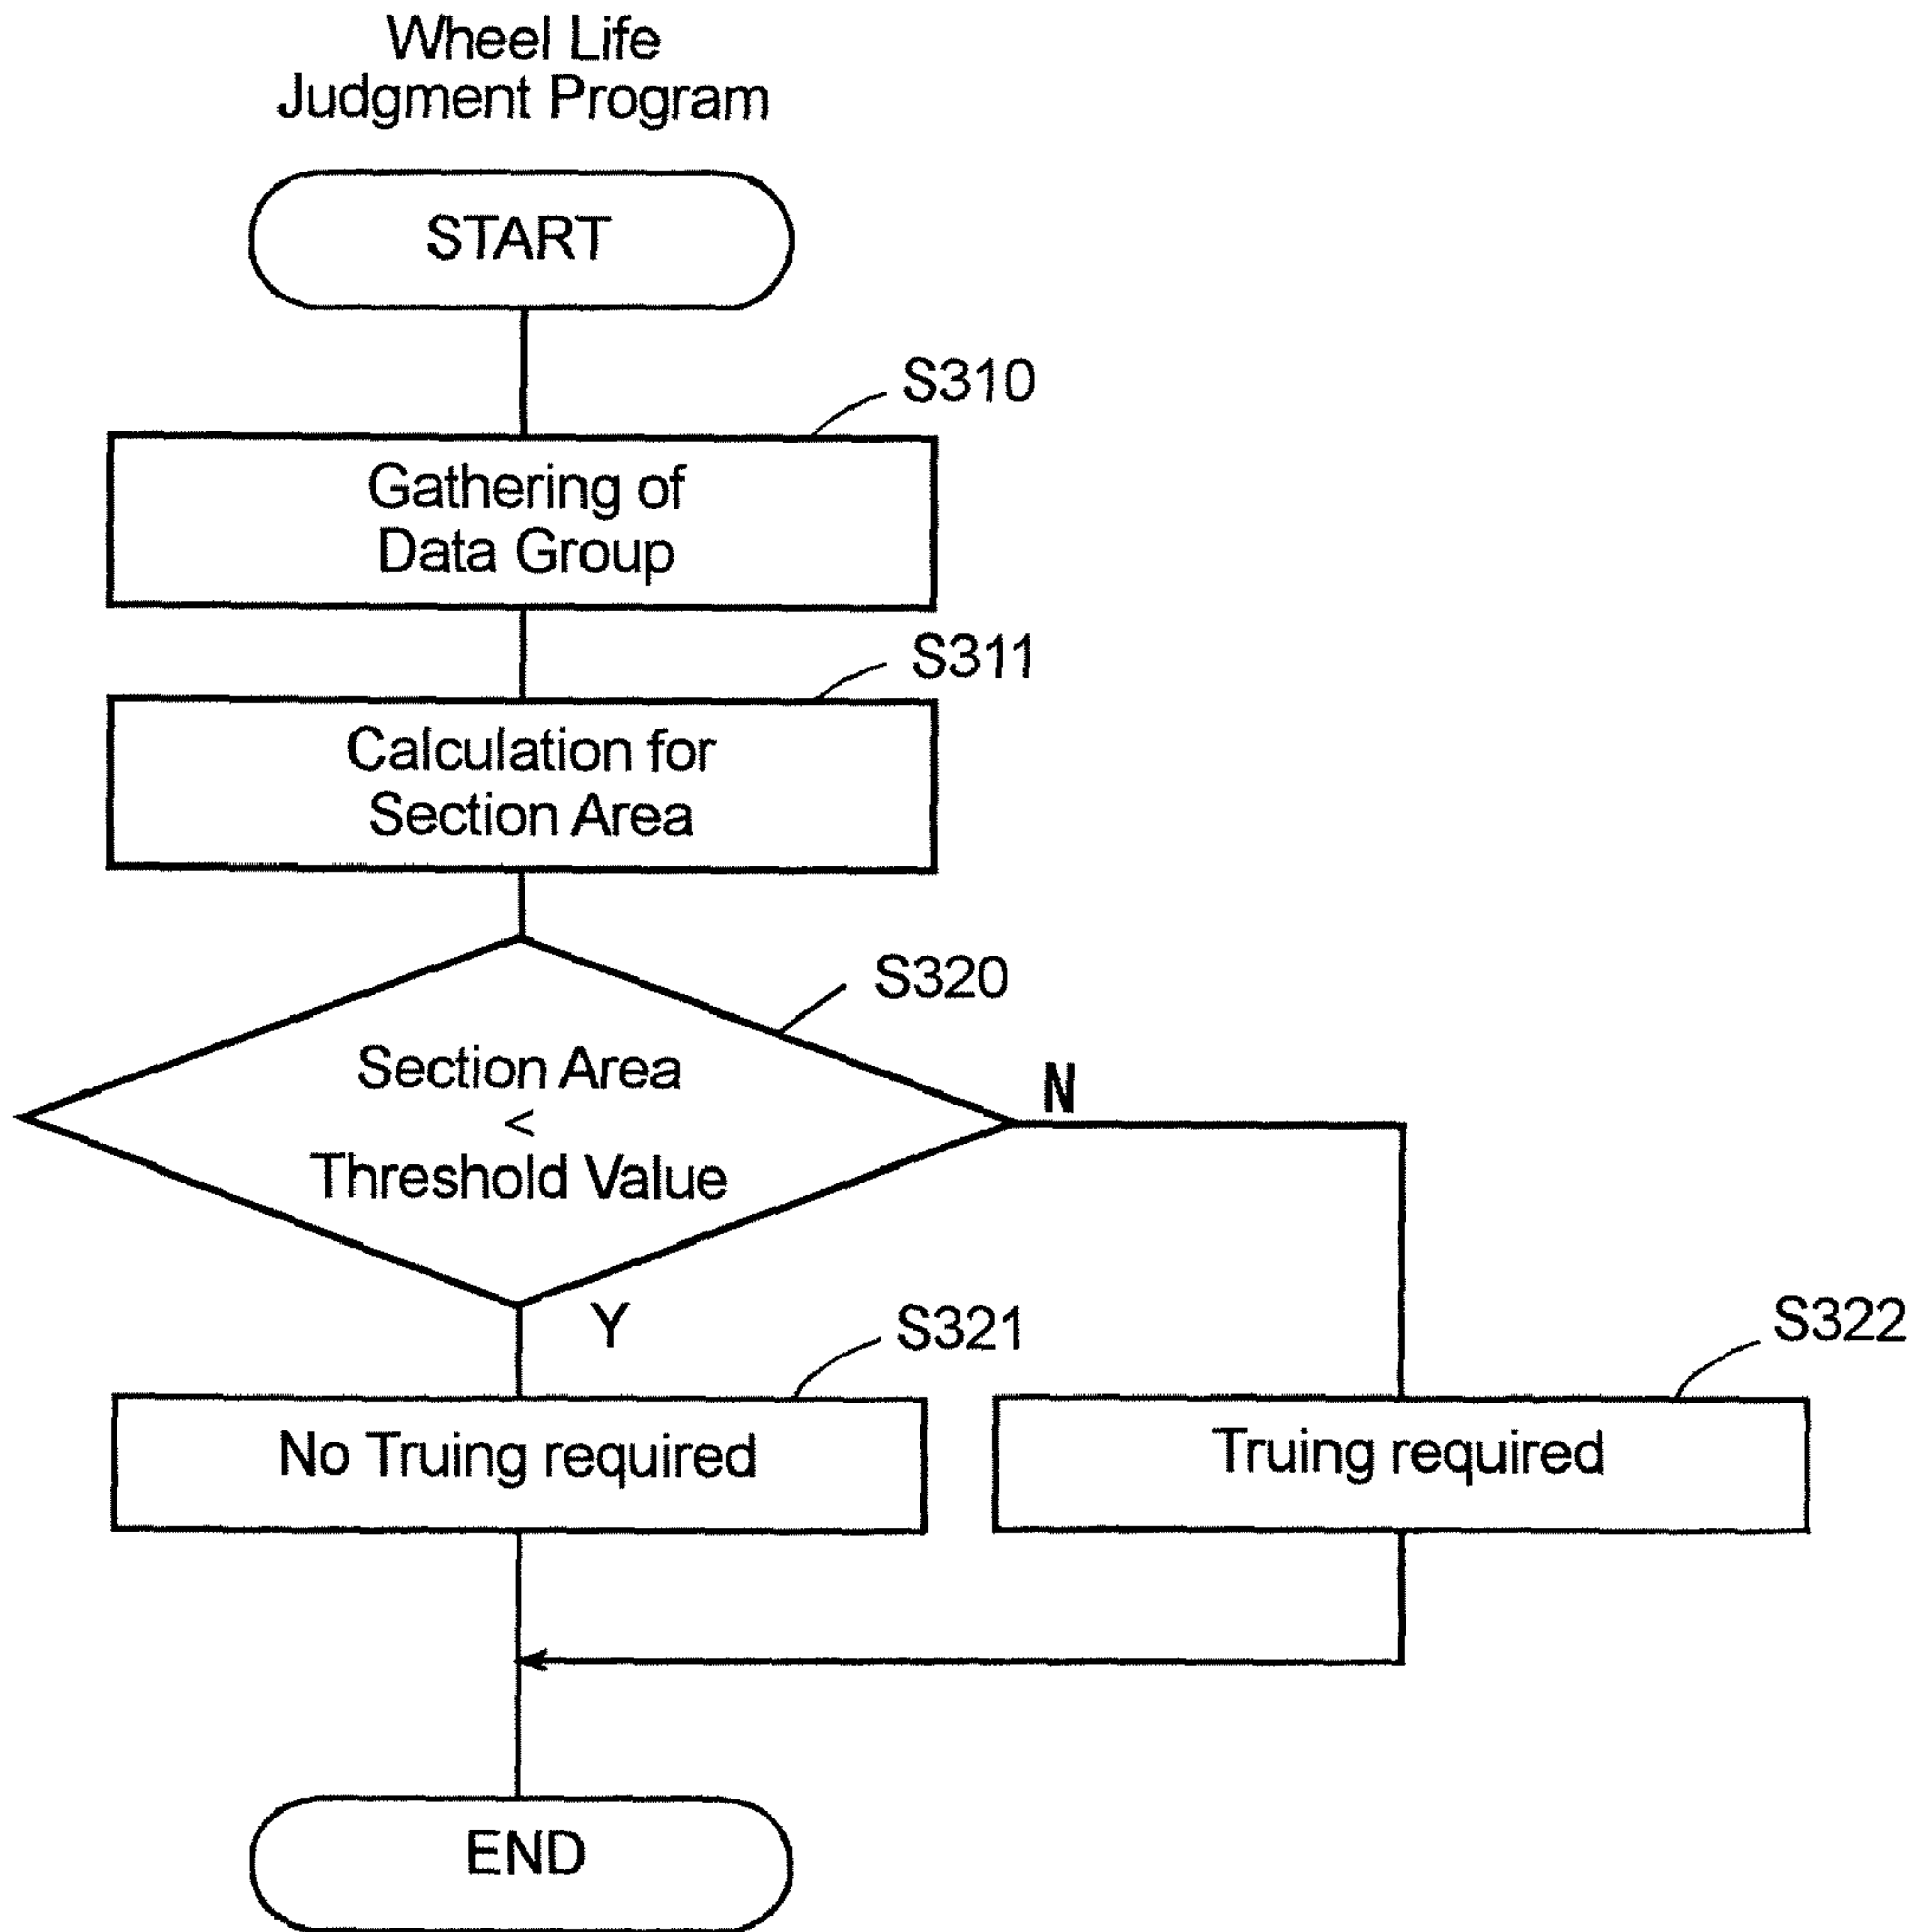 Wheel Life
Judgment Program
START
S310
Gathering of
Data Group
S311
Calculation for
Section Area
S320
Section Area
<
Threshold Value
N
Y
S321
S322
No Truing required
Truing required
END